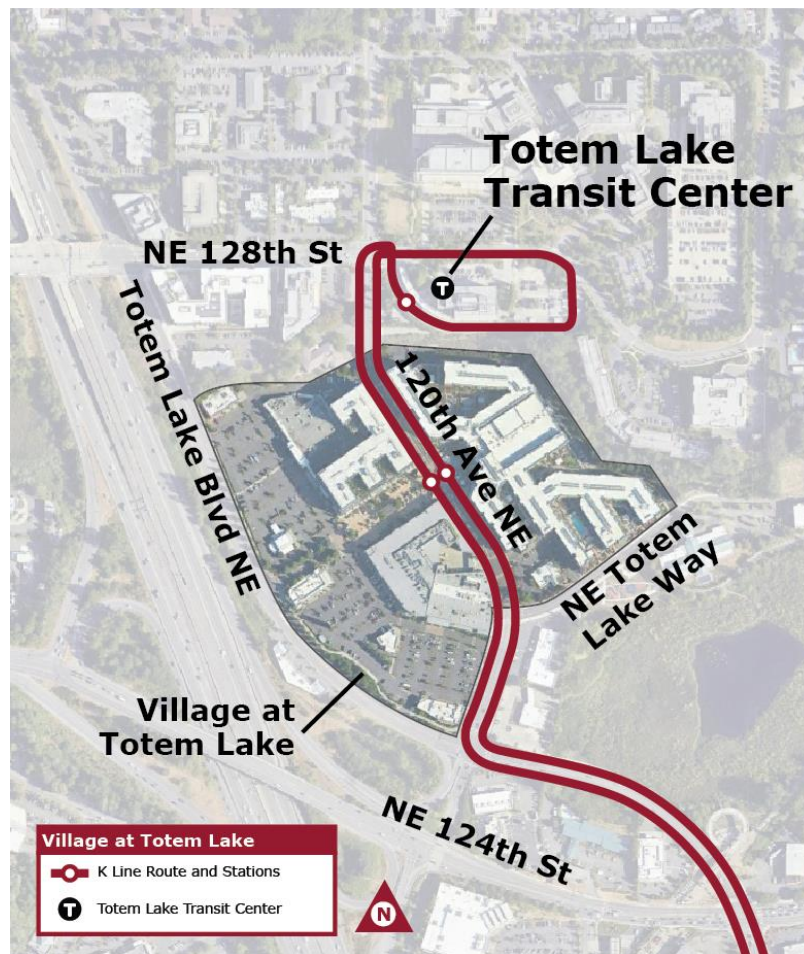 Totem Lake
Transit Center
NE 128th St
T
Totem Lake Blvd NE
120th Ave NE
NE Totem
Lake Way
Village at
Totem Lake
NE 124th St
Village at Totem Lake
K Line Route and Stations
T Totem Lake Transit Center
N